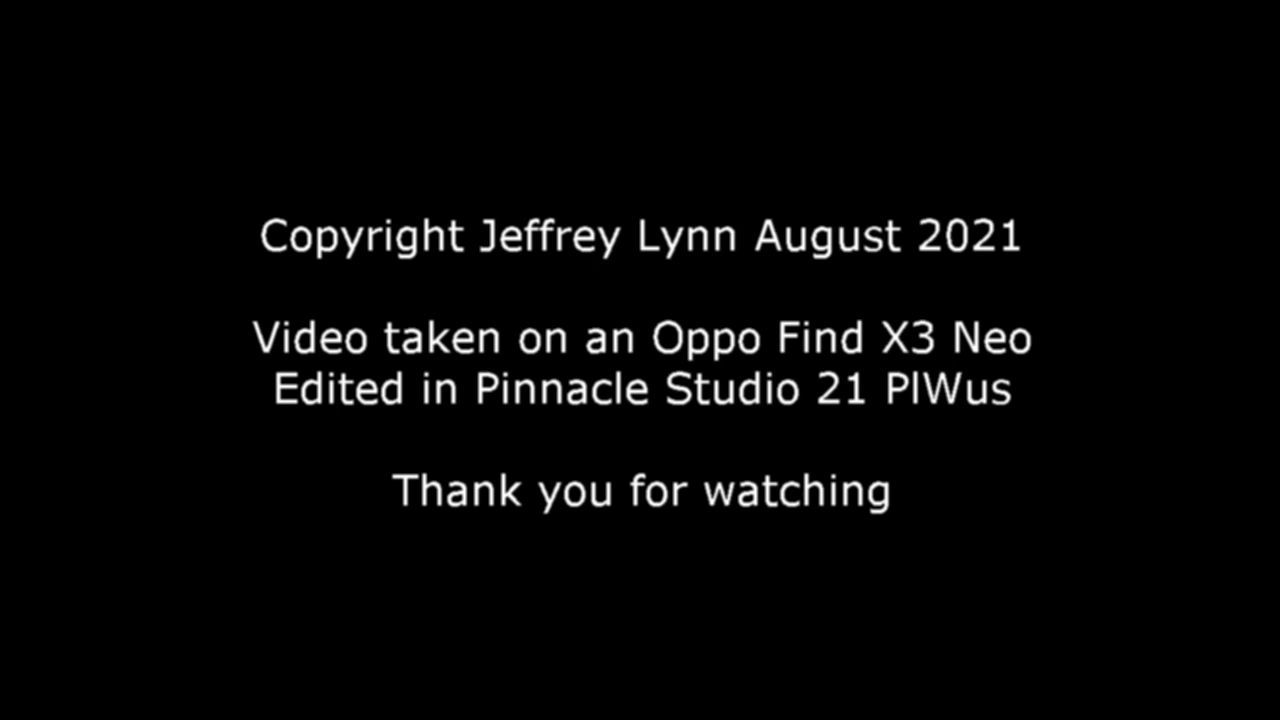 Copyright Jeffrey Lynn August 2021
Video taken on an Oppo Find X3 Neo
Edited in Pinnacle Studio 21 PlWus
Thank you for watching